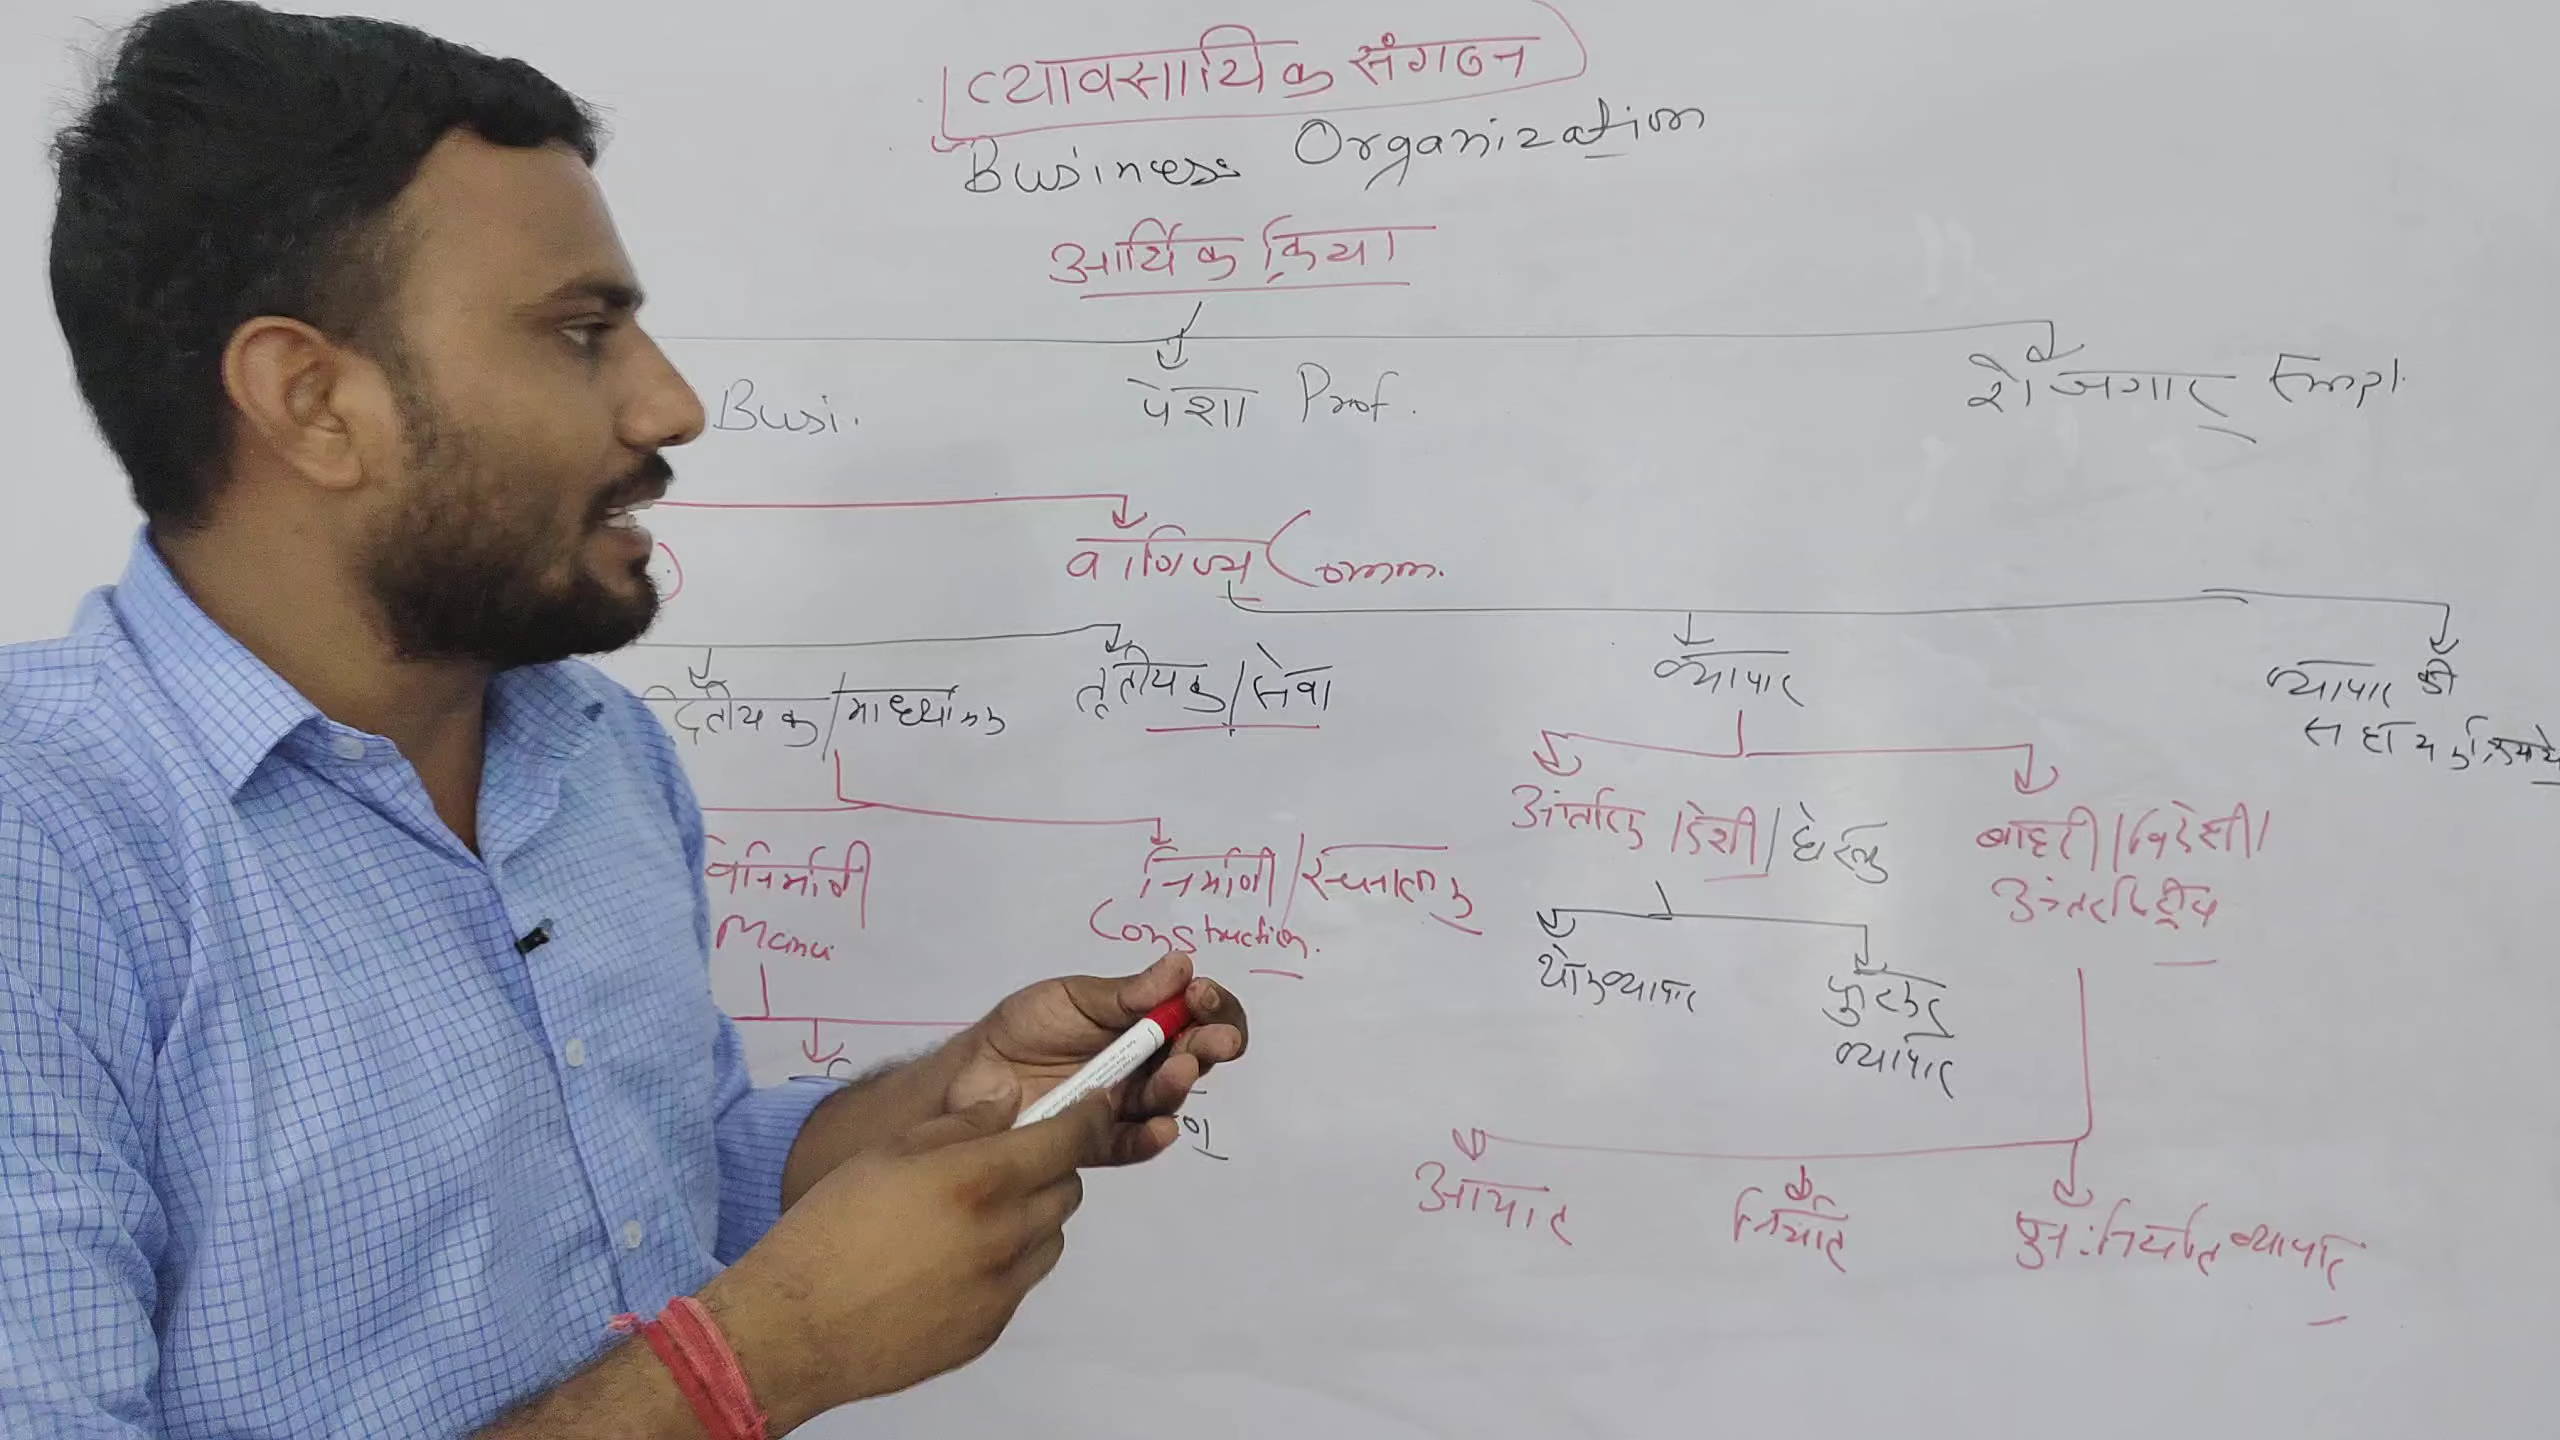 व्यावसायिक संगठन
Business Organization
आर्थिक क्रिया
Busi.
पेशा Prof.
रोजगार Empl.
वाणिज्य Comm.
द्वितीयक/माध्यमिक
तृतीयक/सेवा
व्यापार
व्यापार की
सहायक क्रियाये
आंतरिक/देशी/घरेलु
बाहरी/विदेशी/
अंतर्राष्ट्रीय
Manu
निर्माणी/रचनात्मक
Construction.
थोक व्यापार
फुटकर
व्यापार
आयात
निर्यात
पुन:निर्यात व्यापार